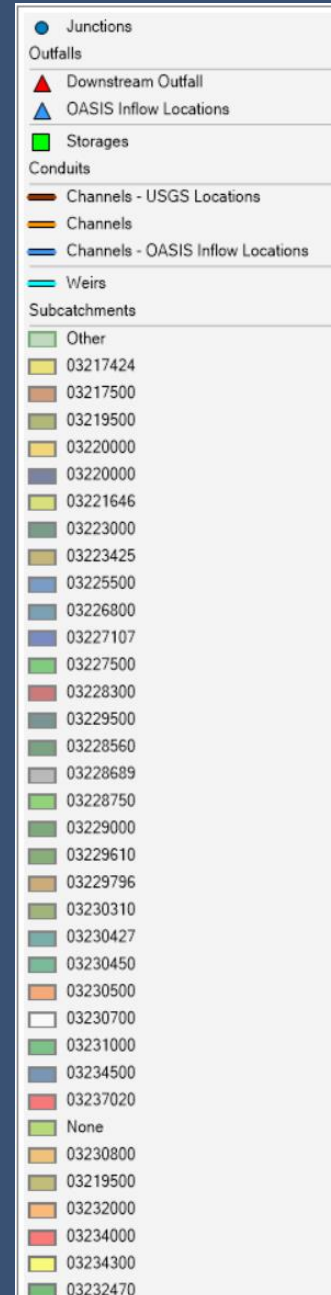 Junctions
Outfalls
Downstream Outfall
OASIS Inflow Locations
Storages
Conduits
Channels - USGS Locations
Channels
Channels - OASIS Inflow Locations
Weirs
Subcatchments
Other
03217424
03217500
03219500
03220000
03220000
03221646
03223000
03223425
03225500
03226800
03227107
03227500
03228300
03229500
03228560
03228689
03228750
03229000
03229610
03229796
03230310
03230427
03230450
03230500
03230700
03231000
03234500
03237020
None
03230800
03219500
03232000
03234000
03234300
03232470